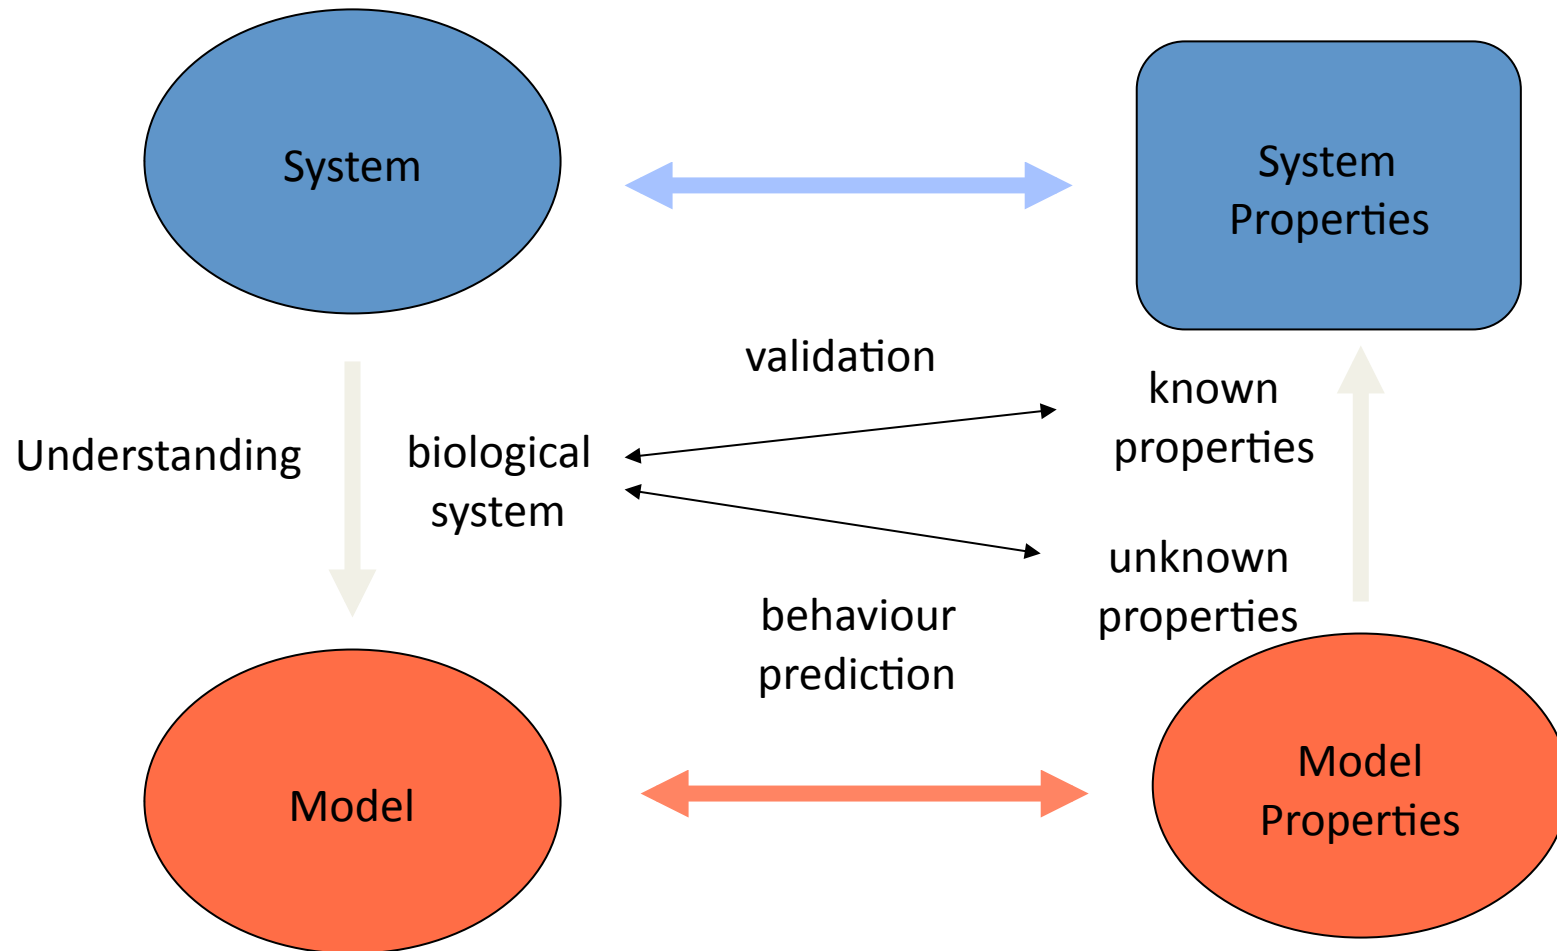 System
System
Properties
validation
known
properties
Understanding
biological
system
unknown
properties
behaviour
prediction
Model
Model
Properties